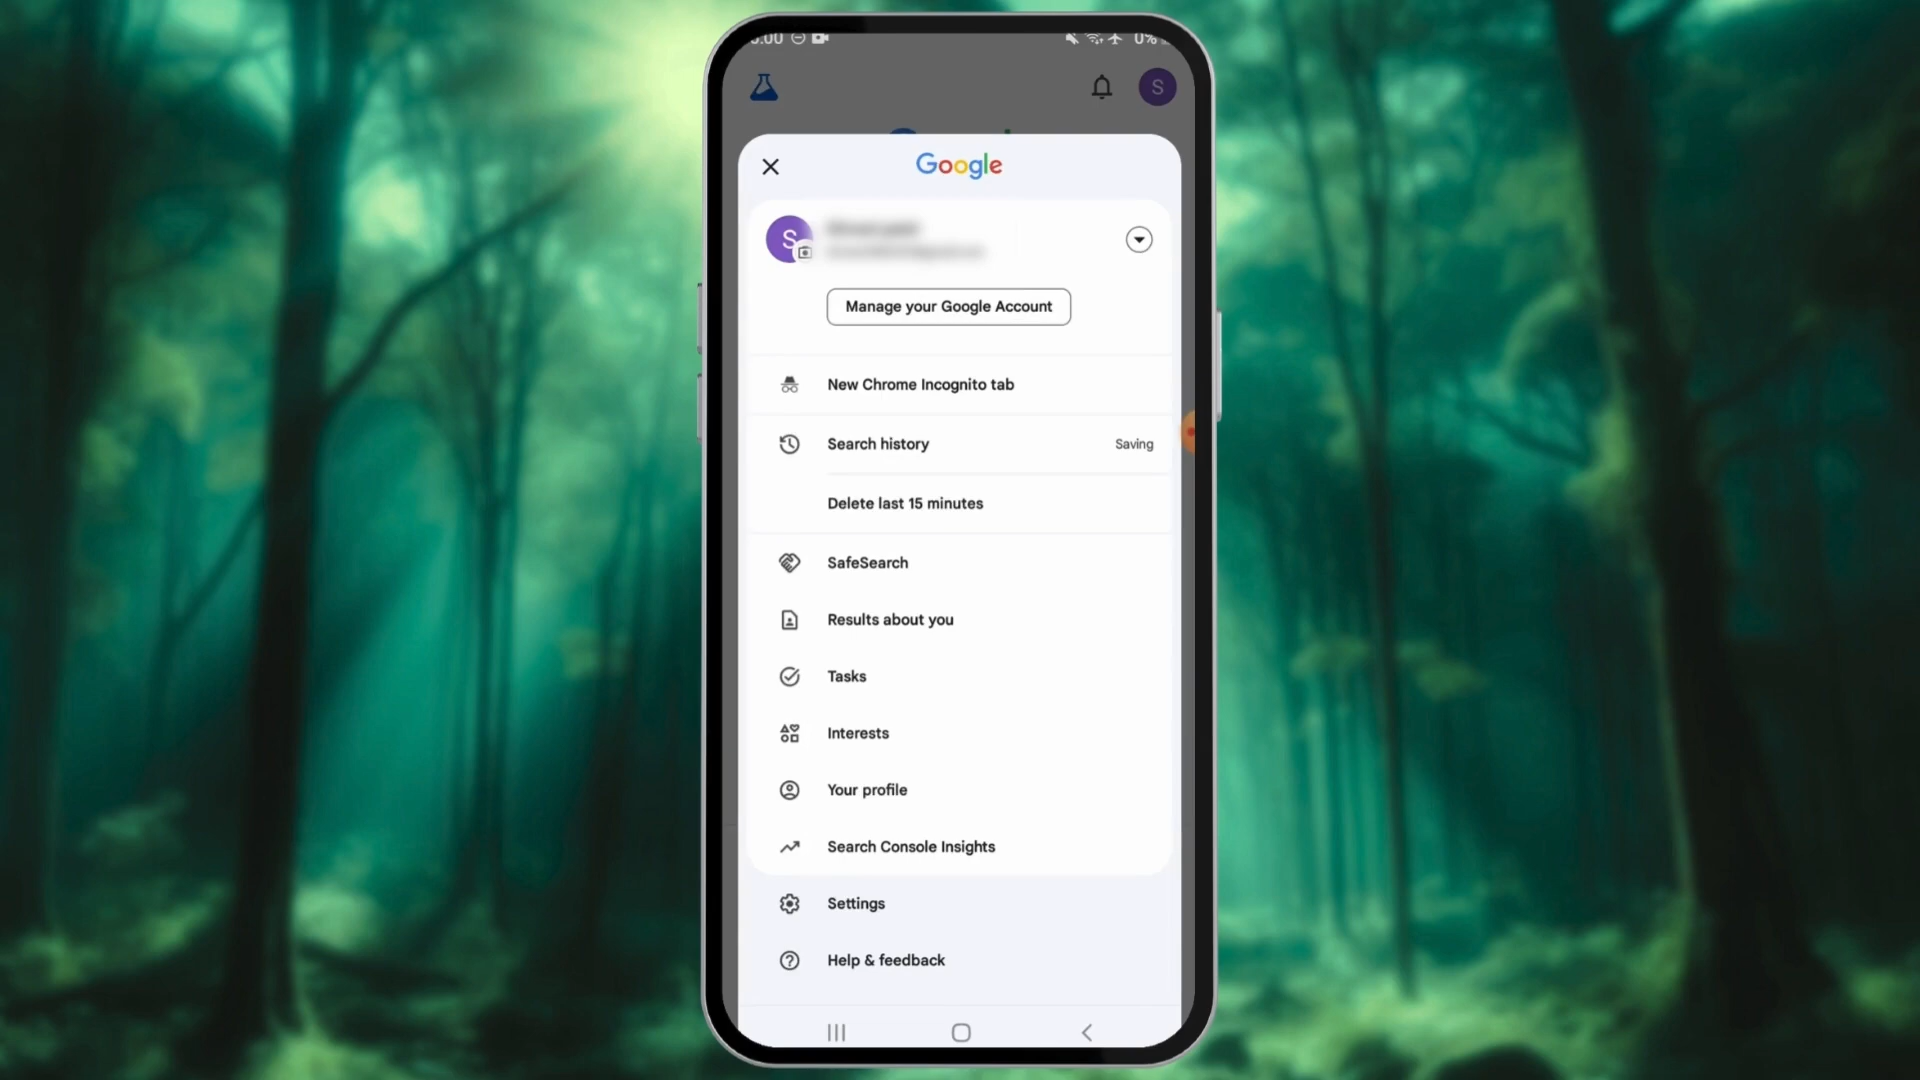 0%
S
Google
S
Manage your Google Account
New Chrome Incognito tab
Search history Saving
Delete last 15 minutes
SafeSearch
Results about you
Tasks
Interests
Your profile
Search Console Insights
Settings
Help & feedback